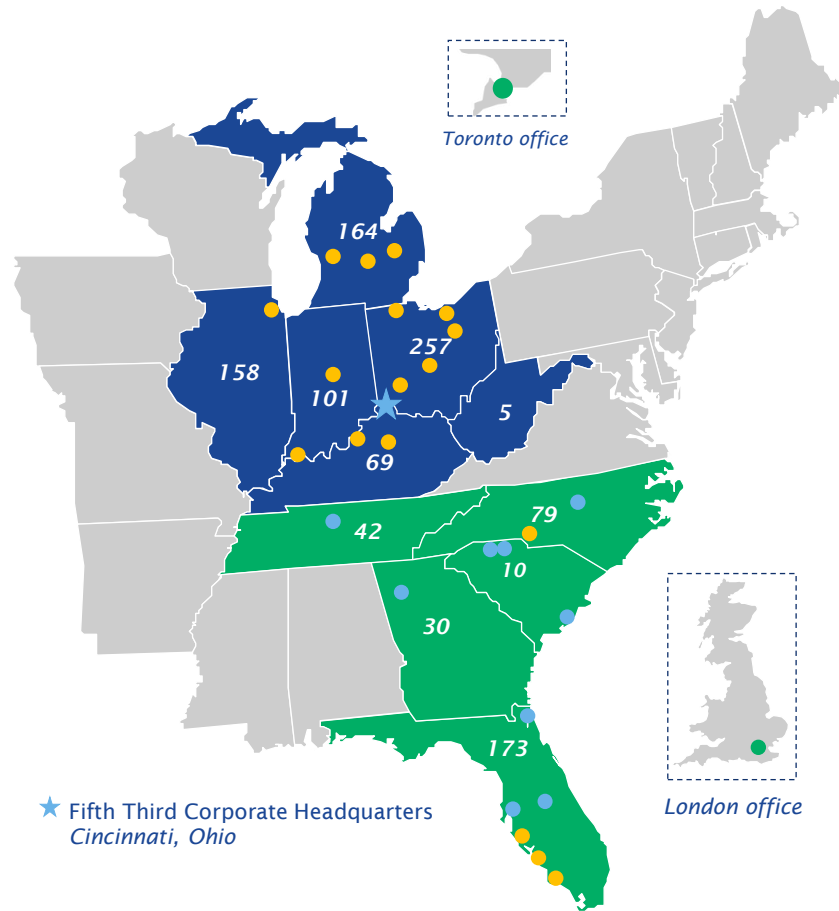 Toronto office
164
257
158
101
5
69
42
79
10
30
173
London office
Fifth Third Corporate Headquarters
Cincinnati, Ohio